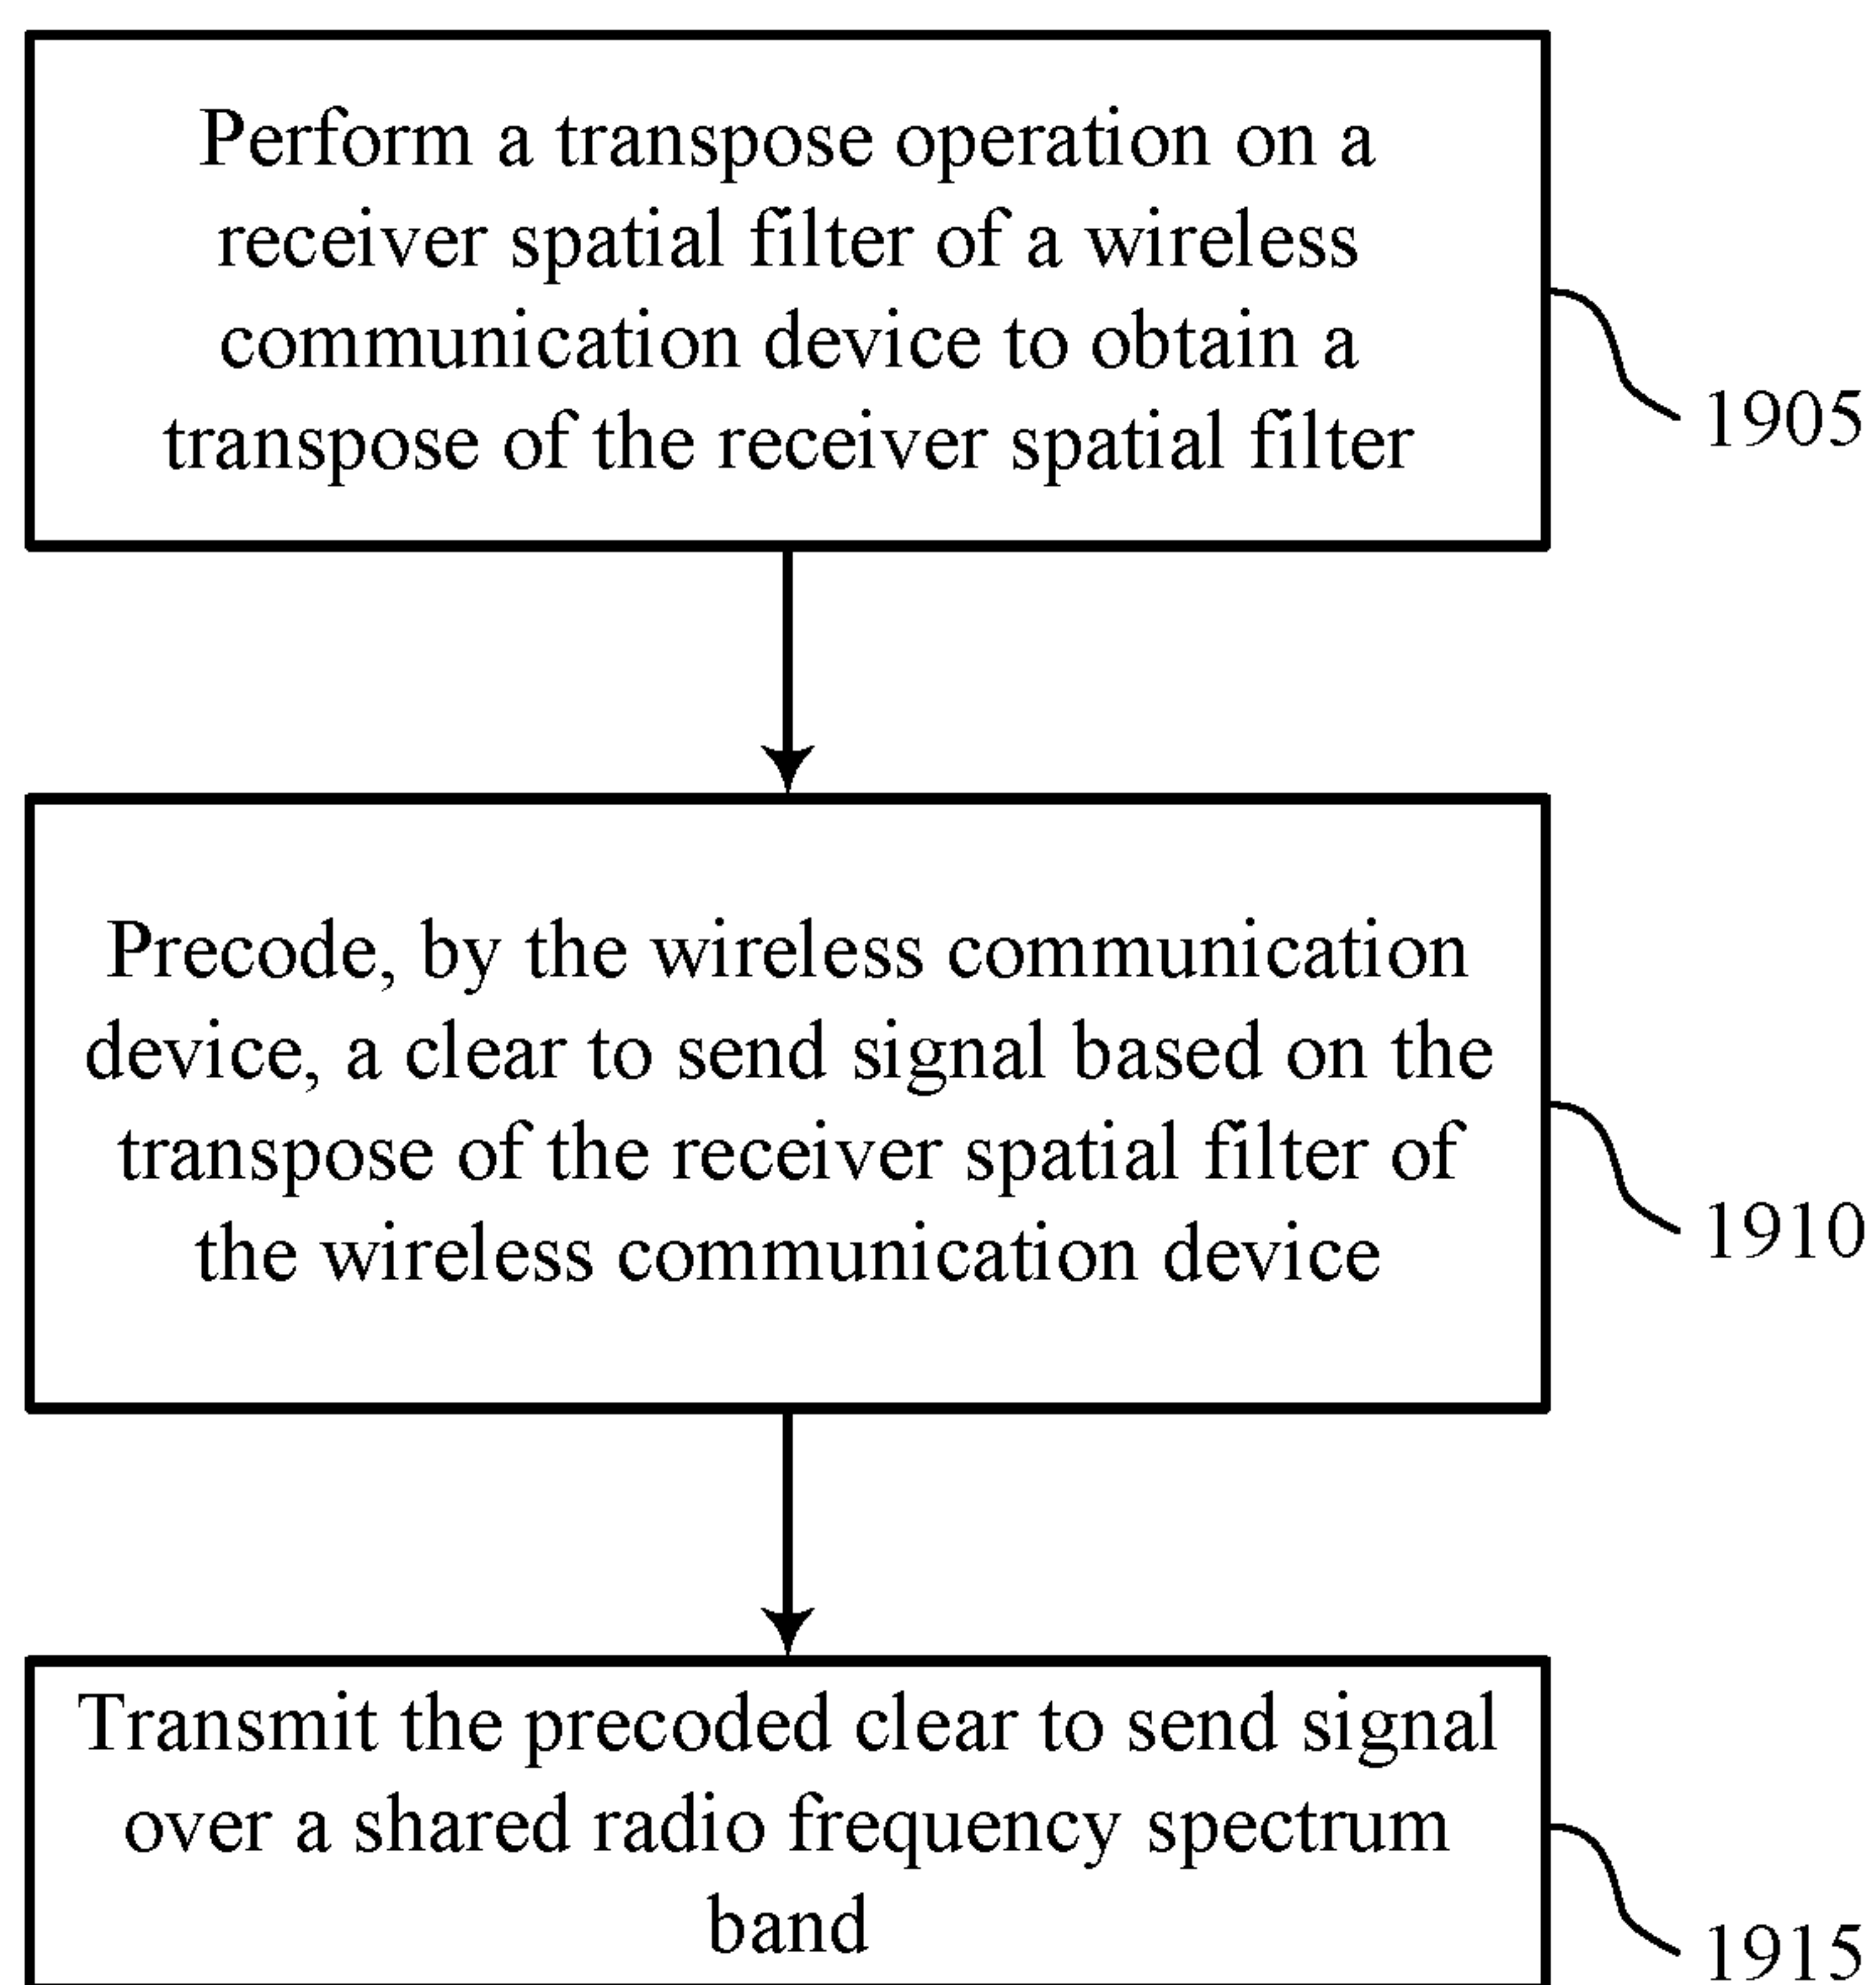 Perform a transpose operation on a
receiver spatial filter of a wireless
communication device to obtain a
transpose of the receiver spatial filter
1905
Precode, by the wireless communication
device, a clear to send signal based on the
transpose of the receiver spatial filter of
the wireless communication device
1910
Transmit the precoded clear to send signal
over a shared radio frequency spectrum
band
1915